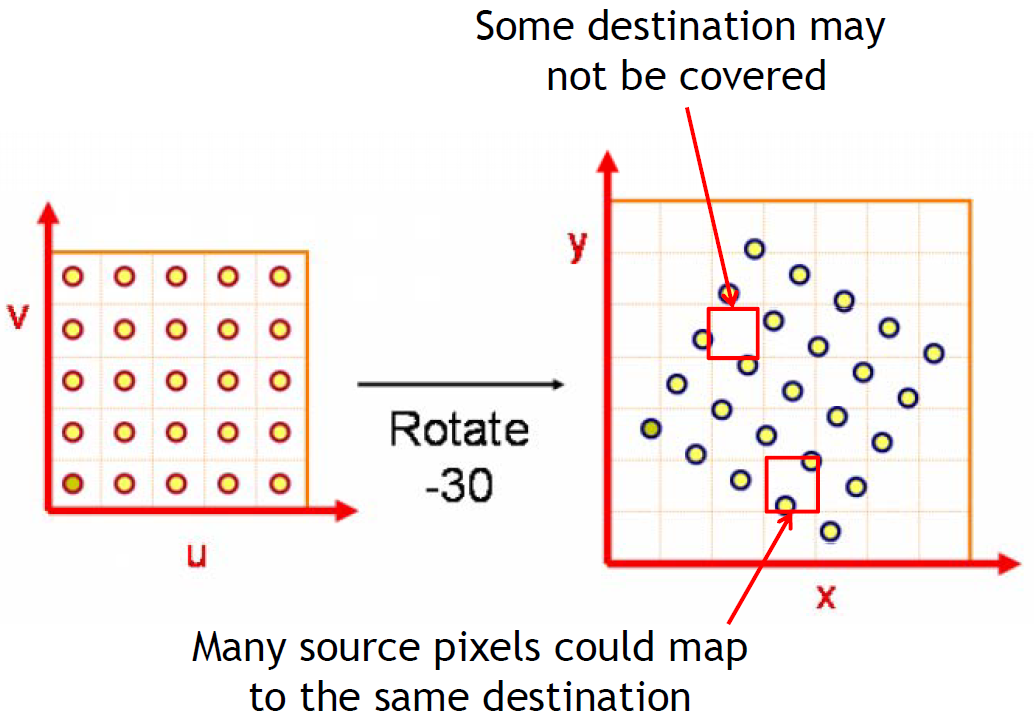 Some destination may
not be covered
y
v
Rotate
-30
u
x
Many source pixels could map
to the same destination